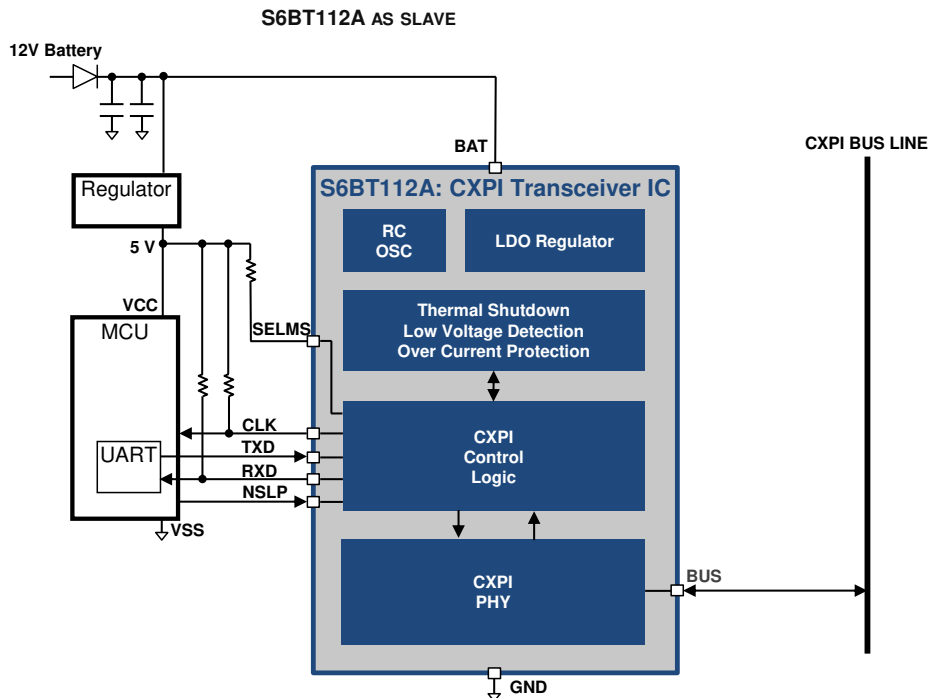 S6BT112A AS SLAVE
12V Battery
BAT
CXPI BUS LINE
Regulator
S6BT112A: CXPI Transceiver IC
RC
OSC
LDO Regulator
5 V
VCC
MCU
SELMS
Thermal Shutdown
Low Voltage Detection
Over Current Protection
CLK
TXD
UART
RXD
NSLP
VSS
CXPI
Control
Logic
CXPI
PHY
BUS
GND